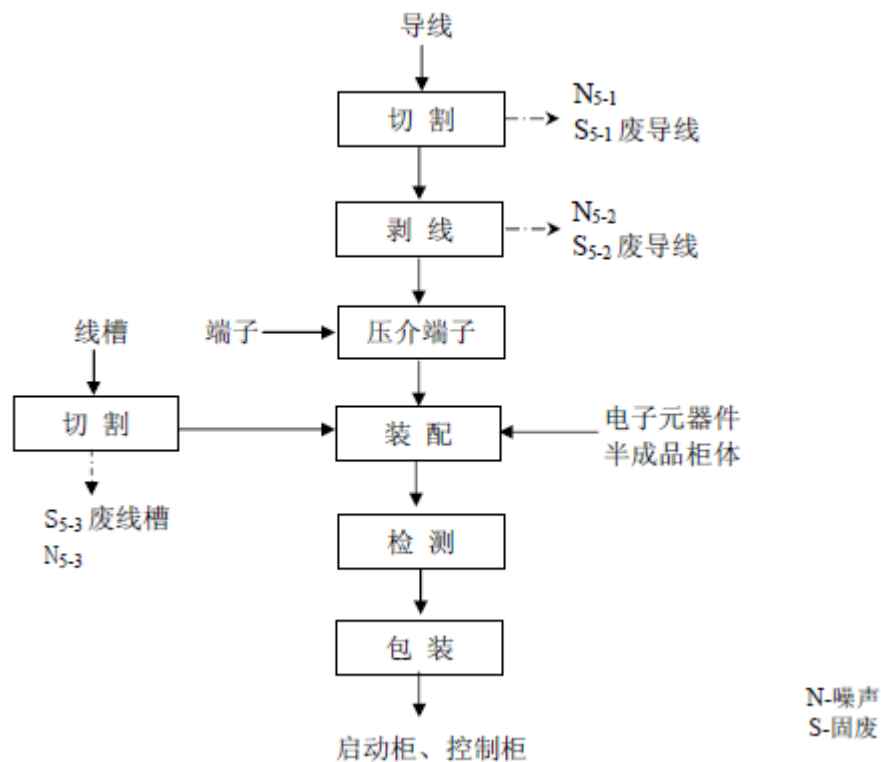 导线
切 割
N5-1
S5-1 废导线
剥 线
N5-2
S5-2 废导线
线槽
端子
压介端子
切 割
装 配
电子元器件
半成品柜体
S5-3 废线槽
N5-3
检 测
包 装
N-噪声
S-固废
启动柜、控制柜